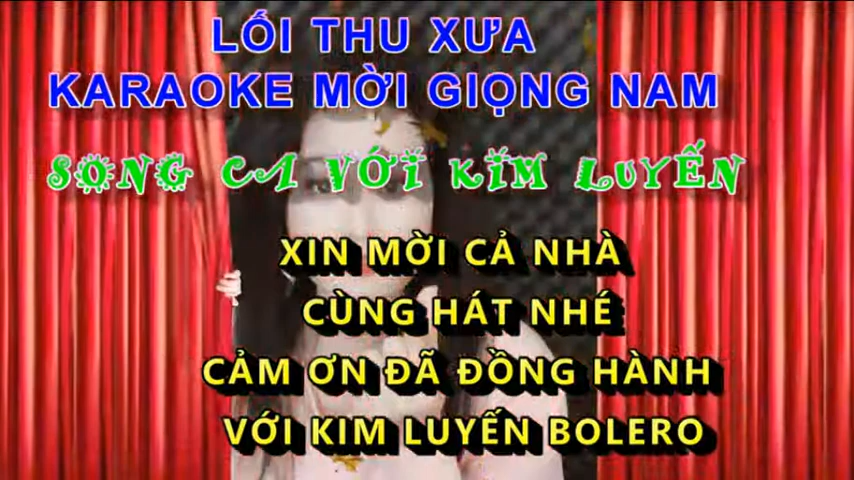 LỐI THU XƯA
KARAOKE MỜI GIỌNG NAM
SONG CA VỚI KIM LUYẾN
XIN MỜI CẢ NHÀ
CÙNG HÁT NHÉ
CẢM ƠN ĐÃ ĐỒNG HÀNH
VỚI KIM LUYẾN BOLERO